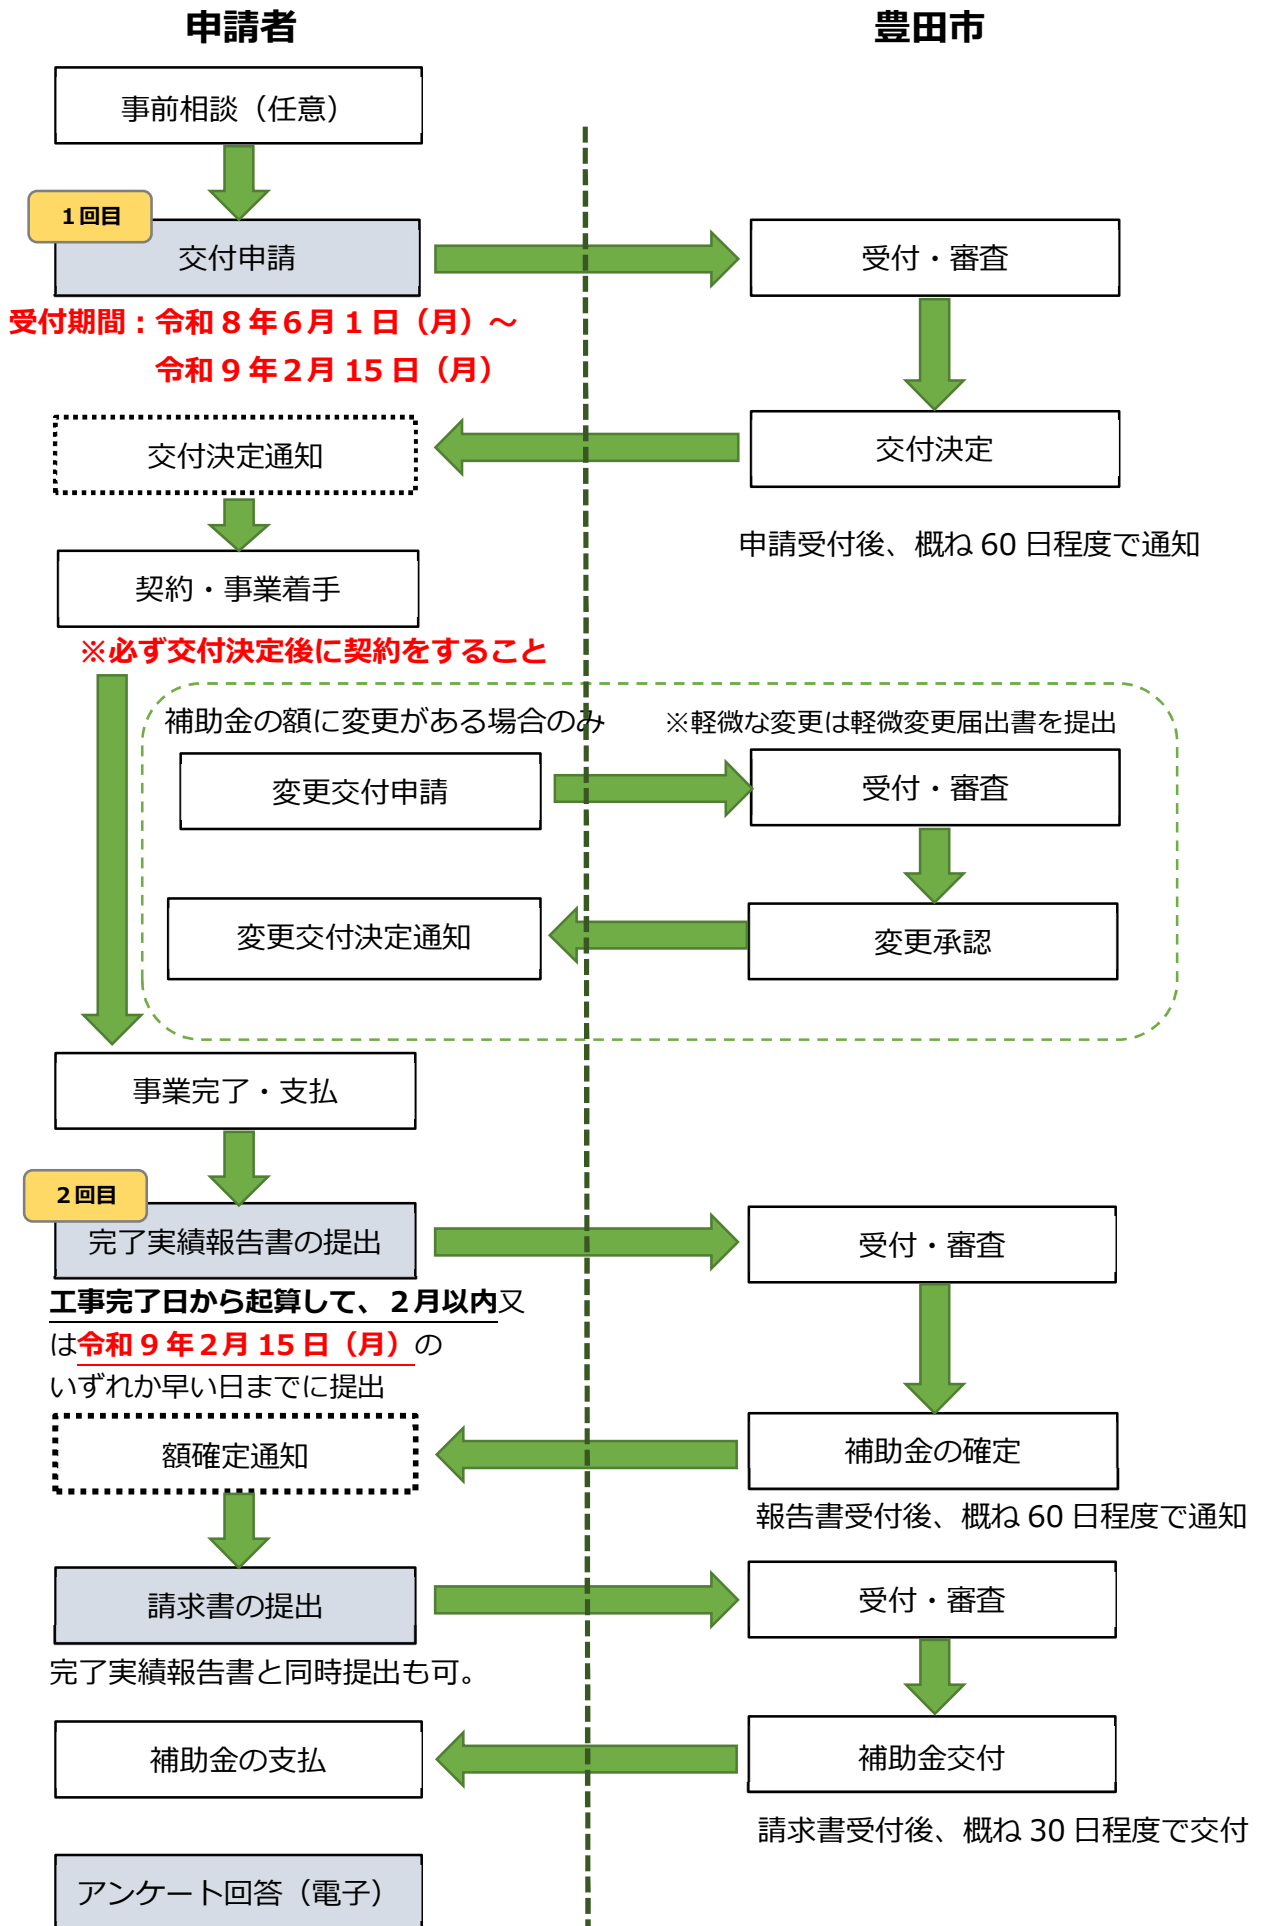 申請者
豊田市
事前相談（任意）
1回目
交付申請
受付・審査
受付期間：令和８年６月１日（月）～
令和９年２月15日（月）
交付決定通知
交付決定
申請受付後、概ね60日程度で通知
契約・事業着手
※必ず交付決定後に契約をすること
補助金の額に変更がある場合のみ
※軽微な変更は軽微変更届出書を提出
変更交付申請
受付・審査
変更交付決定通知
変更承認
事業完了・支払
2回目
完了実績報告書の提出
受付・審査
工事完了日から起算して、２月以内又
は令和９年２月15日（月）の
いずれか早い日までに提出
額確定通知
補助金の確定
報告書受付後、概ね60日程度で通知
請求書の提出
受付・審査
完了実績報告書と同時提出も可。
補助金の支払
補助金交付
請求書受付後、概ね30日程度で交付
アンケート回答（電子）